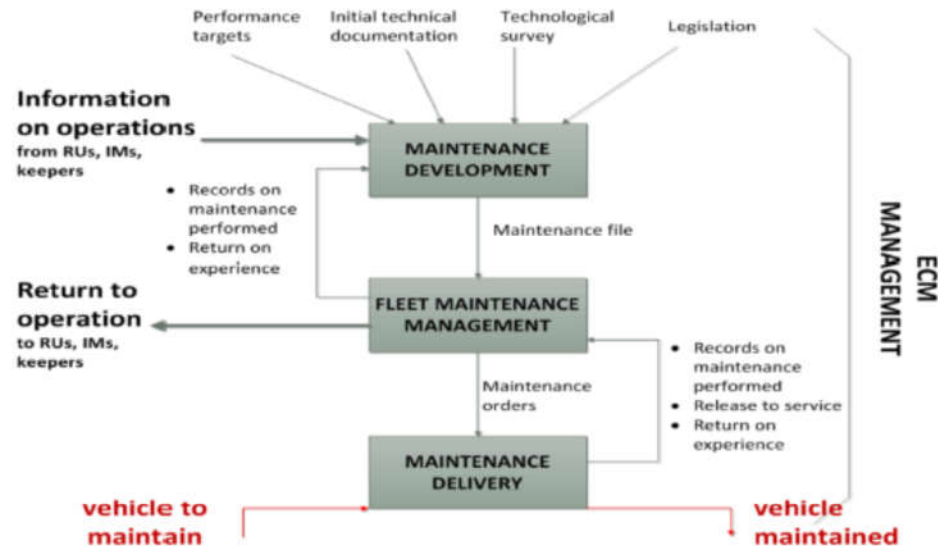 Performance
targets
Initial technical
documentation
Technological
survey
Legislation
Information
on operations
from RUs, IMs,
keepers
MAINTENANCE
DEVELOPMENT
• Records on
maintenance
performed
• Return on
experience
Maintenance file
Return to
operation
to RUs, IMs,
keepers
FLEET MAINTENANCE
MANAGEMENT
• Records on
maintenance
performed
• Release to service
• Return on
experience
Maintenance
orders
MAINTENANCE
DELIVERY
vehicle to
maintain
vehicle
maintained
ECM
MANAGEMENT